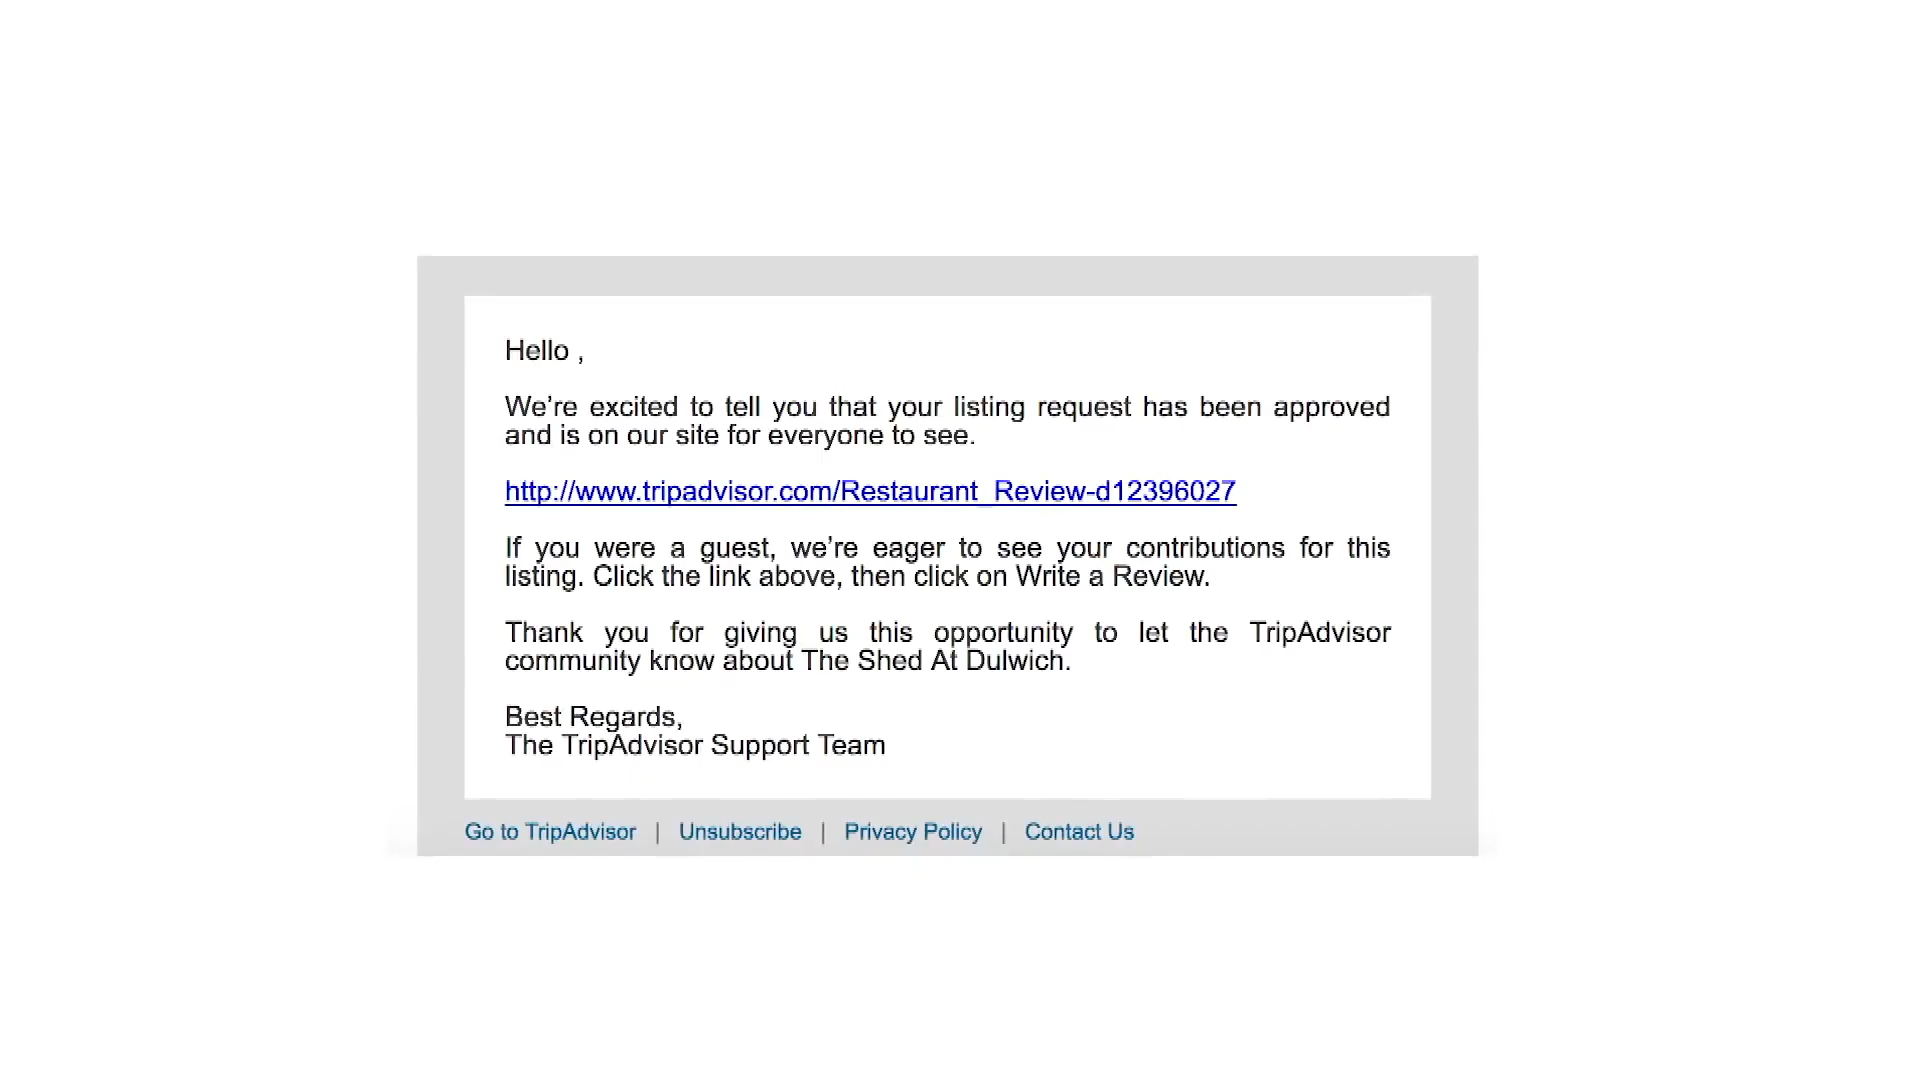 Hello ,
We're excited to tell you that your listing request has been approved
and is on our site for everyone to see.
http://www.tripadvisor.com/Restaurant_Review-d12396027
If you were a guest, we're eager to see your contributions for this
listing. Click the link above, then click on Write a Review.
Thank you for giving us this opportunity to let the TripAdvisor
community know about The Shed At Dulwich.
Best Regards,
The TripAdvisor Support Team
Go to TripAdvisor | Unsubscribe | Privacy Policy | Contact Us